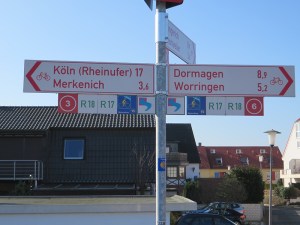 Köln (Rheinufer) 17
Merkenich 3,6
3 R18 R17
Dormagen 8,9
Worringen 5,2
R17 R18 6